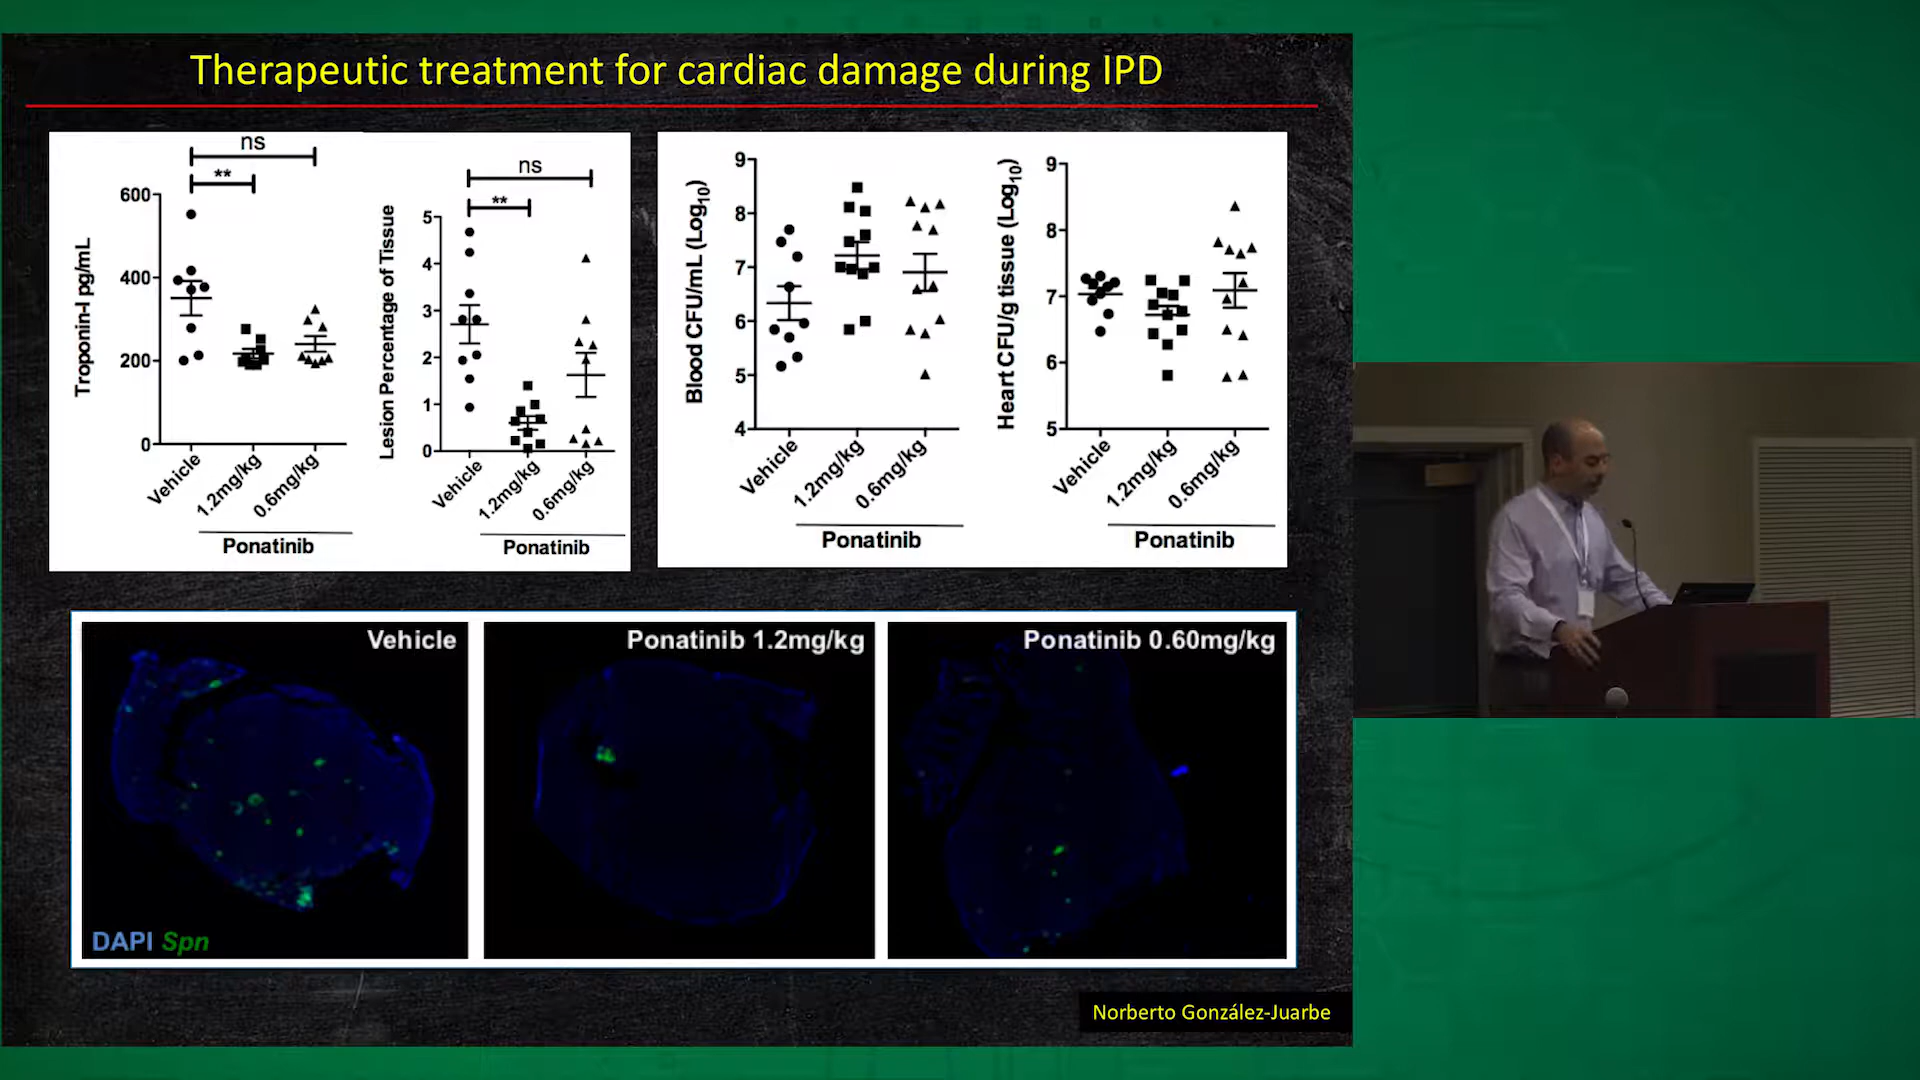 Therapeutic treatment for cardiac damage during IPD
ns
**
600
400
200
0
Troponin-I pg/mL
Vehicle
1.2mg/kg
0.6mg/kg
Ponatinib
ns
**
5
4
3
2
1
0
Lesion Percentage of Tissue
Vehicle
1.2mg/kg
0.6mg/kg
Ponatinib
9
8
7
6
5
4
Blood CFU/mL (Log10)
Vehicle
1.2mg/kg
0.6mg/kg
Ponatinib
9
8
7
6
5
Heart CFU/g tissue (Log10)
Vehicle
1.2mg/kg
0.6mg/kg
Ponatinib
Vehicle
DAPI Spn
Ponatinib 1.2mg/kg
Ponatinib 0.60mg/kg
Norberto González-Juarbe